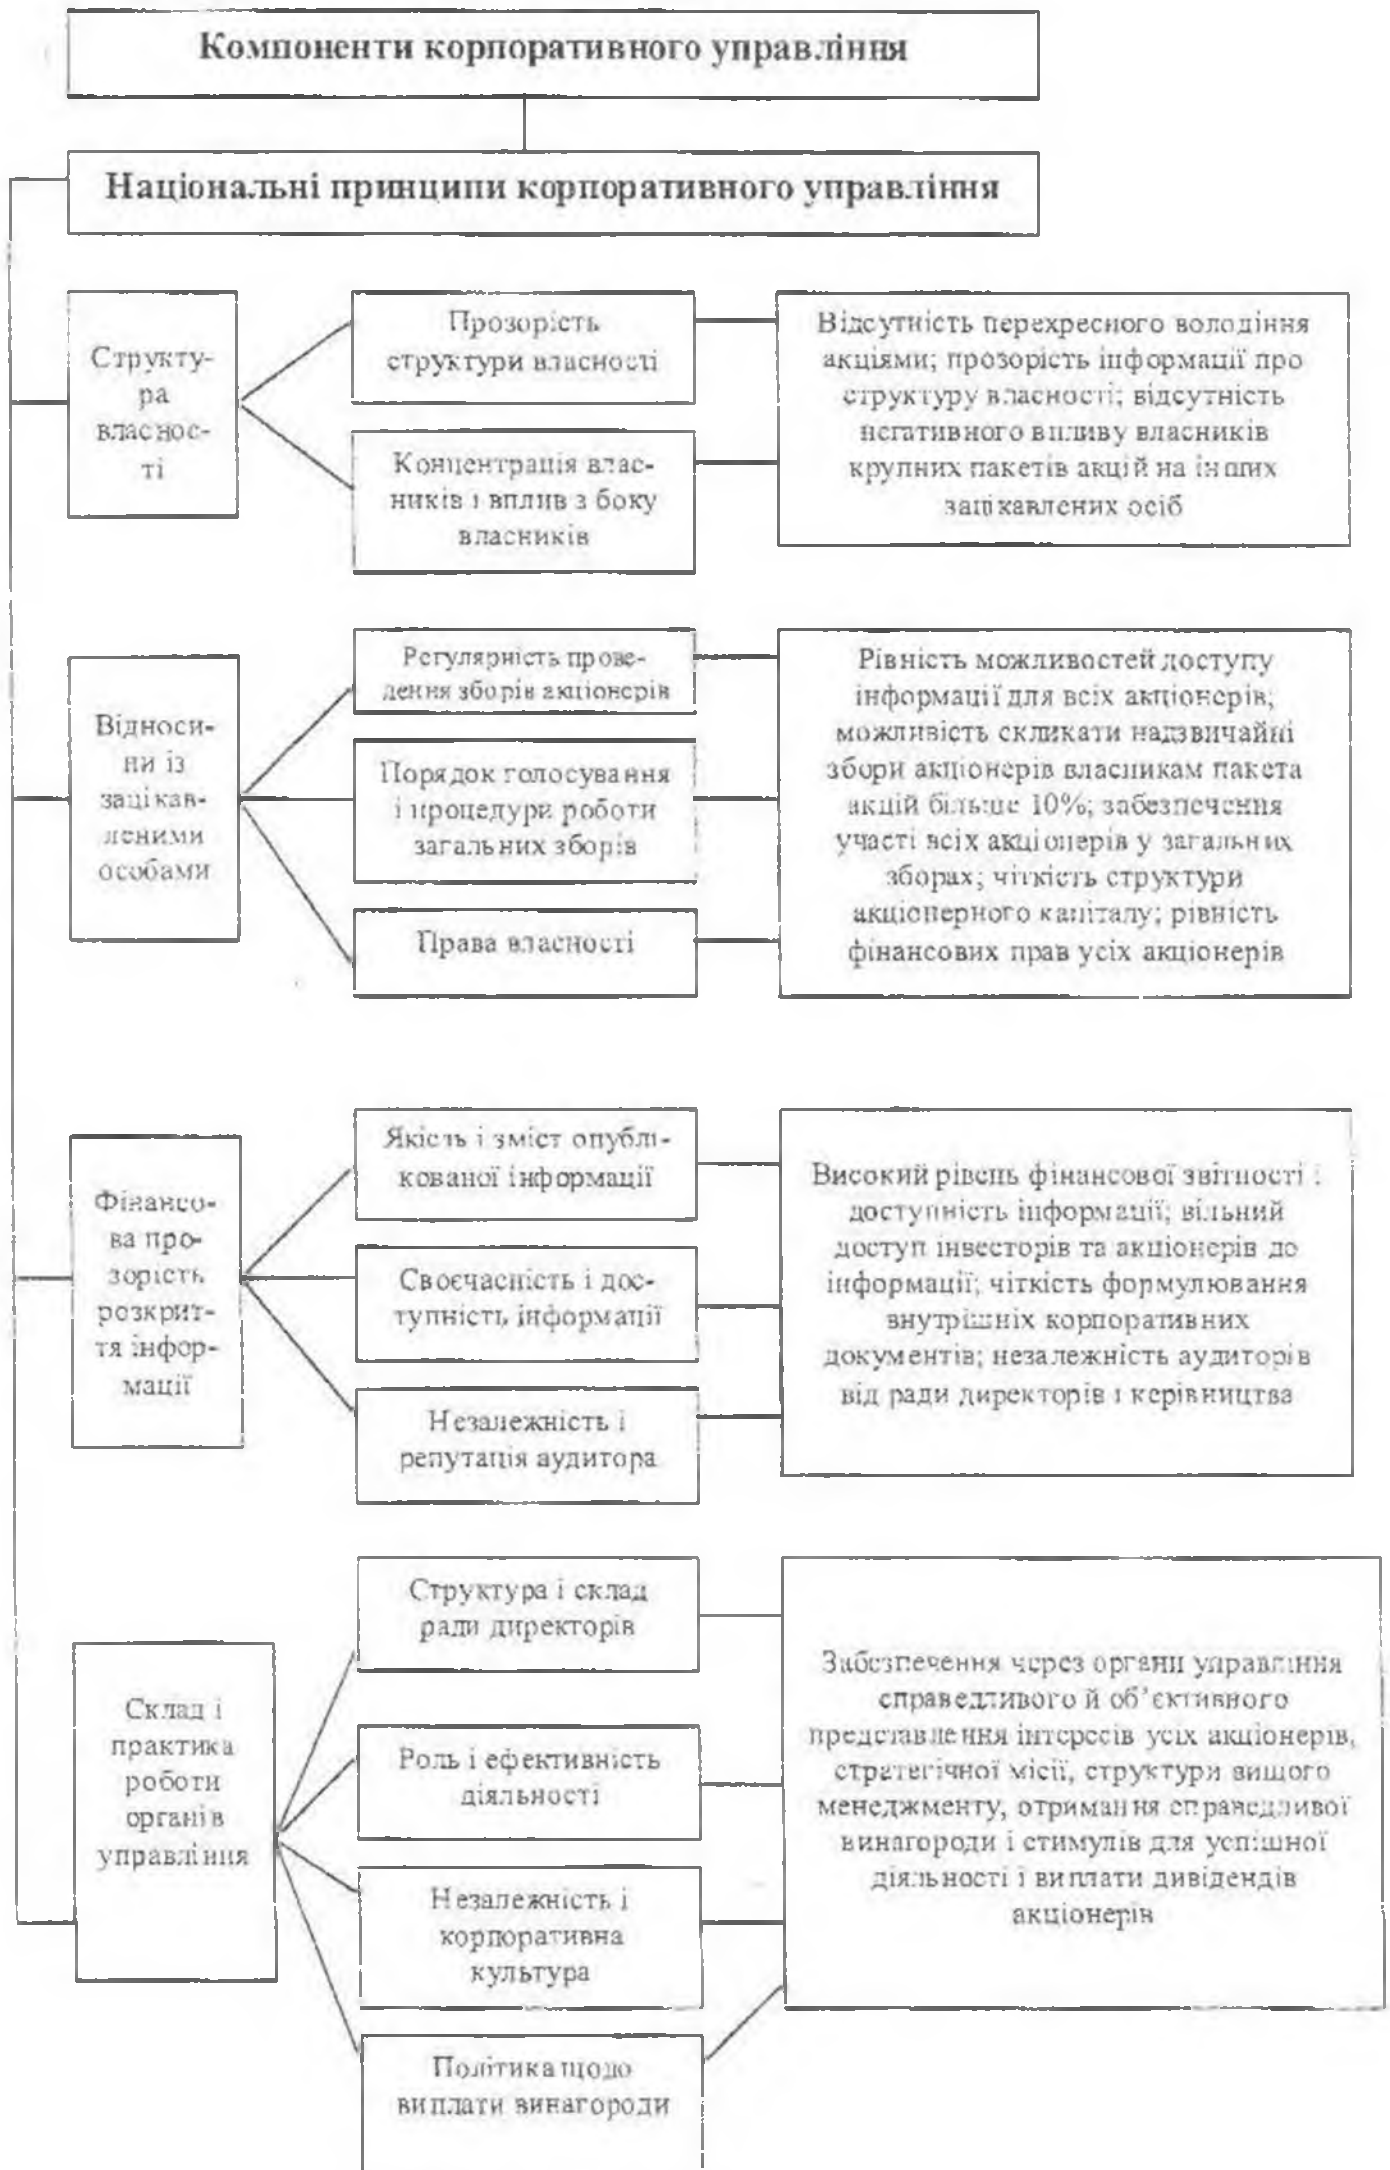 Компоненти корпоративного управління
Національні принципи корпоративного управління
Структу-
ра
власнос-
ті
Прозорість
структури власності
Концентрація влас-
ників і вплив з боку
власників
Відсутність перехресного володіння
акціями; прозорість інформації про
структуру власності; відсутність
негативного впливу власників
крупних пакетів акцій на інших
зацікавлених осіб
Відноси-
ни із
зацікав-
леними
особами
Регулярність прове-
дення зборів акціонерів
Порядок голосування
і процедури роботи
загальних зборів
Права власності
Рівність можливостей доступу
інформації для всіх акціонерів;
можливість скликати надзвичайні
збори акціонерів власникам пакета
акцій більше 10%; забезпечення
участі всіх акціонерів у загальних
зборах; чіткість структури
акціонерного капіталу; рівність
фінансових прав усіх акціонерів
Фінансо-
ва про-
зорість
розкрит-
тя інфор-
мації
Якість і зміст опублі-
кованої інформації
Своєчасність і дос-
тупність інформації
Незалежність і
репутація аудитора
Високий рівень фінансової звітності і
доступність інформації; вільний
доступ інвесторів та акціонерів до
інформації; чіткість формулювання
внутрішніх корпоративних
документів; незалежність аудиторів
від ради директорів і керівництва
Склад і
практика
роботи
органів
управління
Структура і склад
ради директорів
Роль і ефективність
діяльності
Незалежність і
корпоративна
культура
Політика щодо
виплати винагороди
Забезпечення через органи управління
справедливого й об’єктивного
представлення інтересів усіх акціонерів,
стратегічної місії, структури вищого
менеджменту, отримання справедливої
винагороди і стимулів для успішної
діяльності і виплати дивідендів
акціонерів